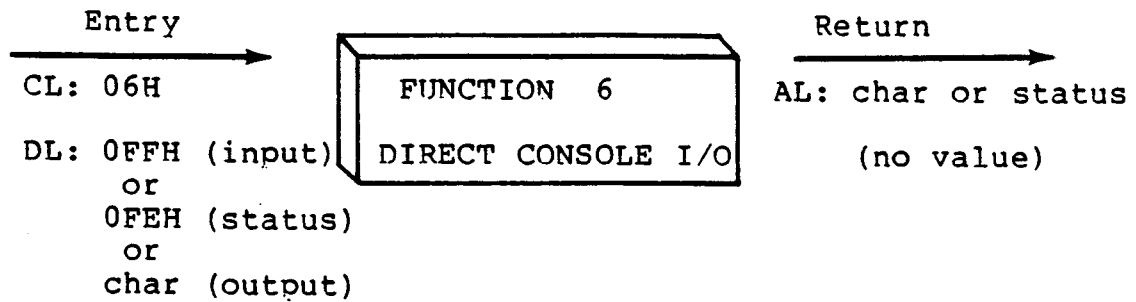 Entry
CL: 06H
DL: 0FFH (input)
or
0FEH (status)
or
char (output)
FUNCTION 6
DIRECT CONSOLE I/O
Return
AL: char or status
(no value)